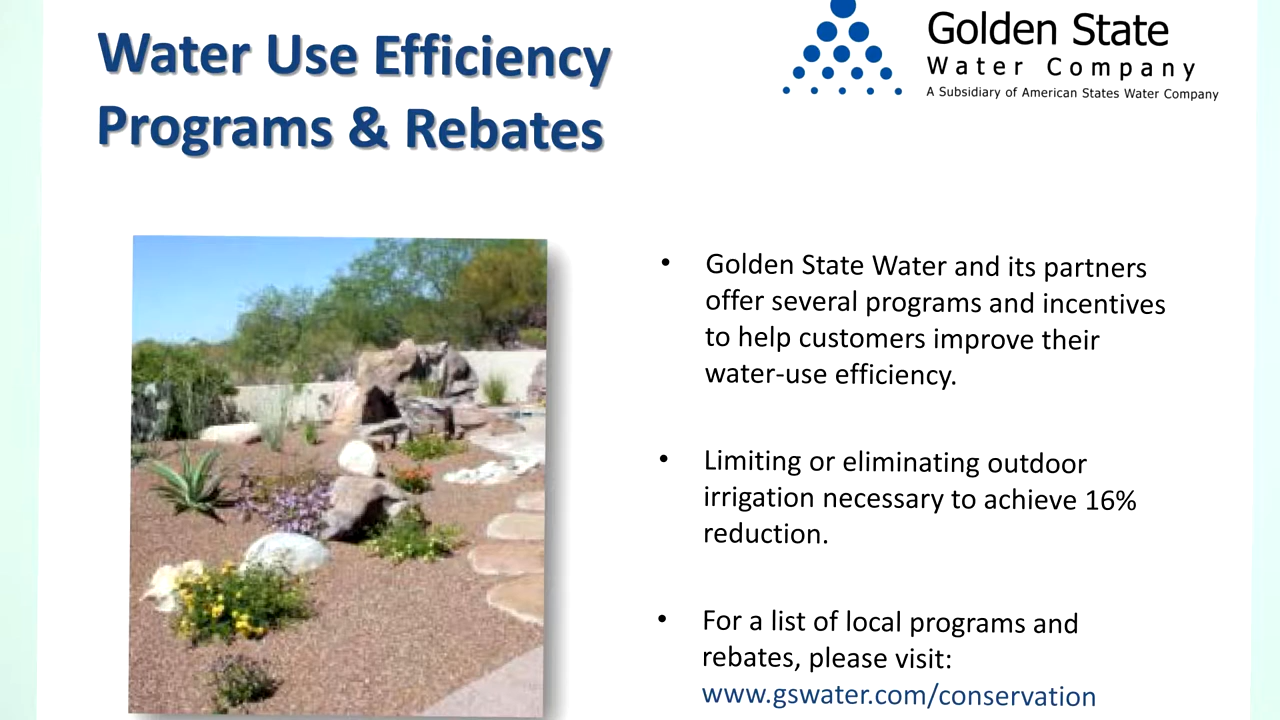 Water Use Efficiency
Programs & Rebates
Golden State
Water Company
A Subsidiary of American States Water Company
• Golden State Water and its partners
offer several programs and incentives
to help customers improve their
water-use efficiency.
• Limiting or eliminating outdoor
irrigation necessary to achieve 16%
reduction.
• For a list of local programs and
rebates, please visit:
www.gswater.com/conservation